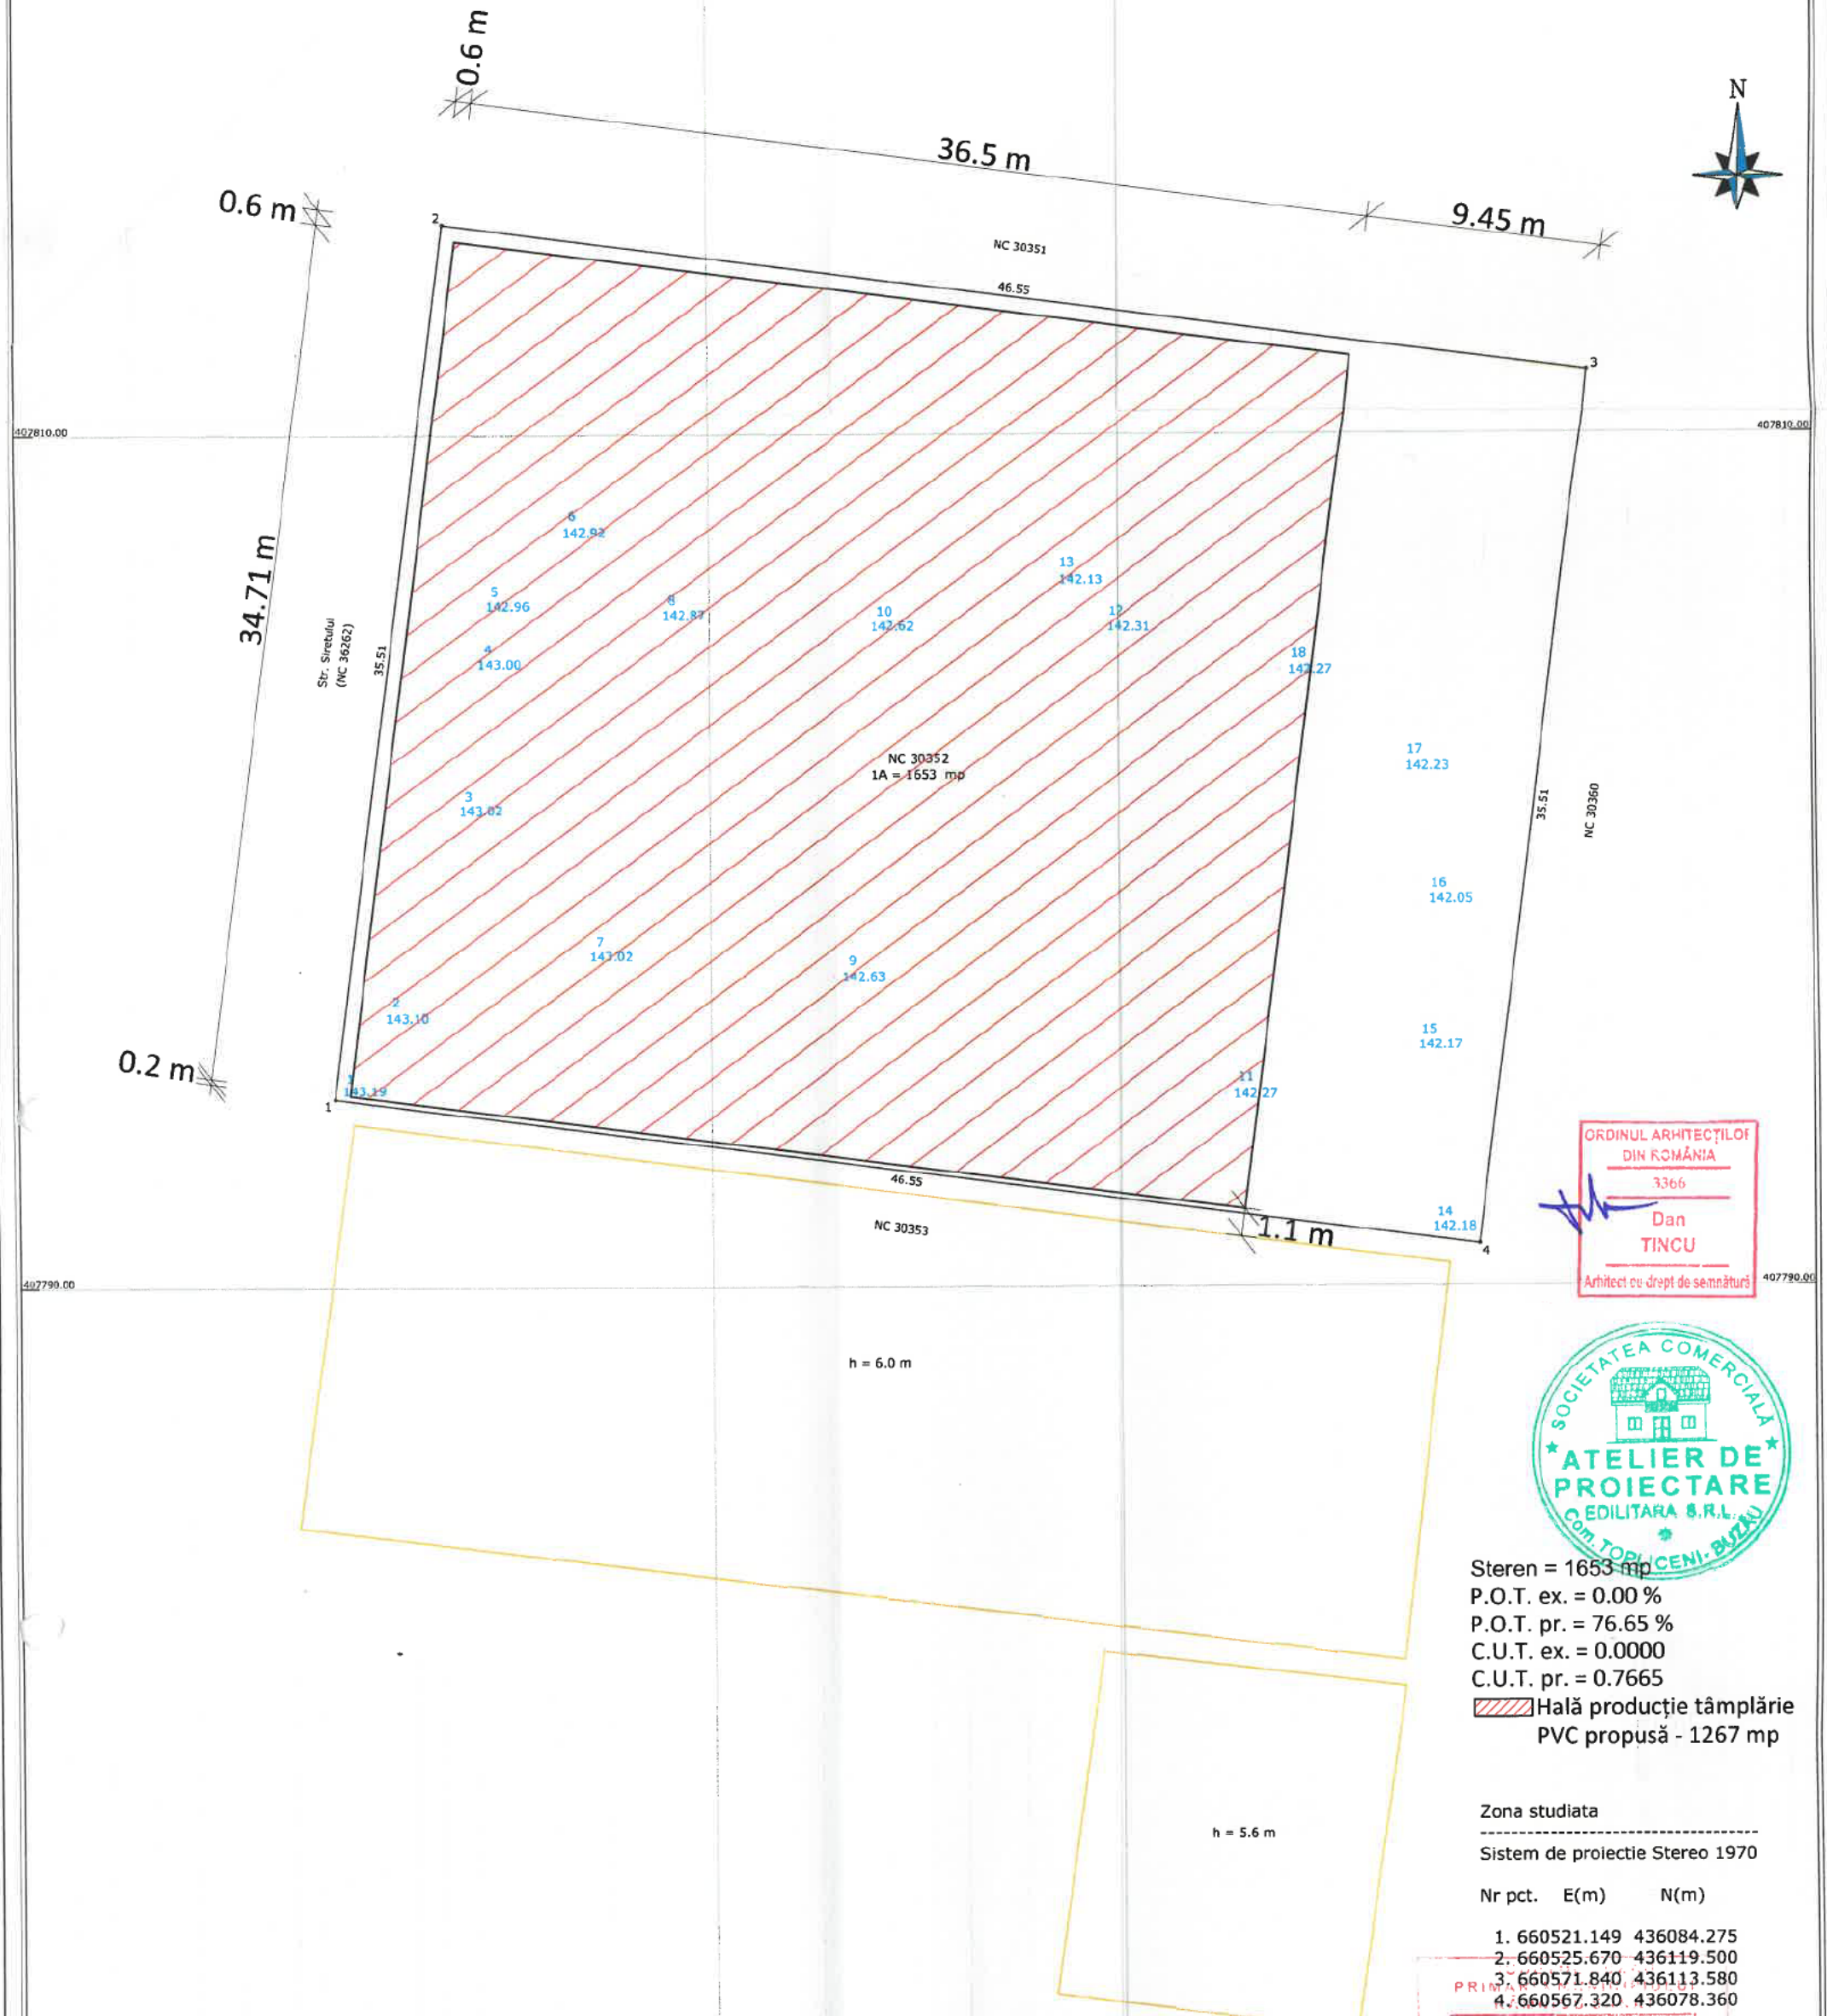 0.6 m
N
36.5 m
9.45 m
0.6 m
2
NC 30351
46.55
3
407810.00
407810.00
34.71 m
Str. Siretului
(NC 36262)
35.51
6
142.92
5
142.96
4
143.00
8
142.87
10
142.62
13
142.13
12
142.31
18
142.27
NC 30352
1A = 1653 mp
17
142.23
3
143.02
35.51
NC 30360
16
142.05
7
143.02
9
142.63
2
143.10
15
142.17
0.2 m
1
143.19
1
11
142.27
46.55
NC 30353
1.1 m
14
142.18
4
ORDINUL ARHITECȚILOR
DIN ROMÂNIA
3366
Dan
TINCU
Arhitect cu drept de semnătură
407790.00
407790.00
h = 6.0 m
SOCIETATEA COMERCIALĂ
ATELIER DE
PROIECTARE
EDILITARA S.R.L.
Com. TOPLICENI - BUZĂU
Steren = 1653 mp
P.O.T. ex. = 0.00 %
P.O.T. pr. = 76.65 %
C.U.T. ex. = 0.0000
C.U.T. pr. = 0.7665
Hală producție tâmplărie
PVC propusă - 1267 mp
h = 5.6 m
Zona studiata
-----------------------------------
Sistem de proiectie Stereo 1970
Nr pct. E(m) N(m)
1. 660521.149 436084.275
2. 660525.670 436119.500
3. 660571.840 436113.580
4. 660567.320 436078.360